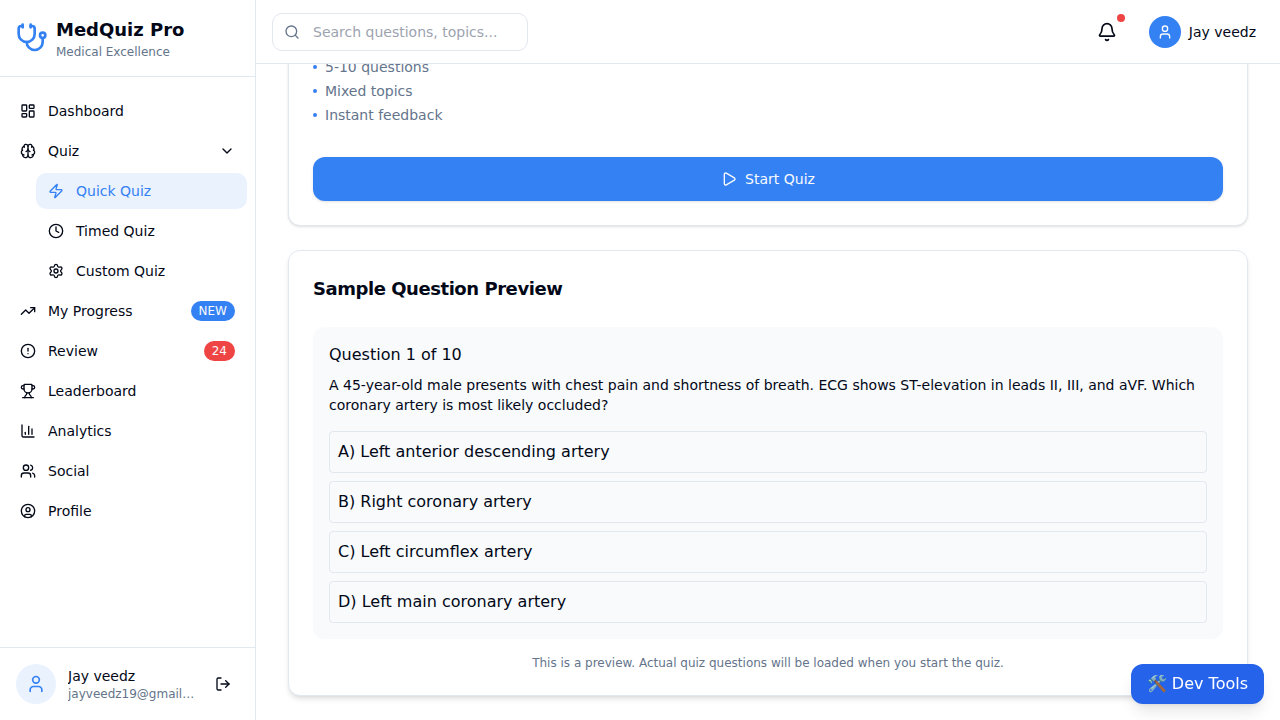 MedQuiz Pro
Medical Excellence
Search questions, topics...
Jay veedz
Dashboard
Quiz
Quick Quiz
Timed Quiz
Custom Quiz
My Progress
NEW
Review
24
Leaderboard
Analytics
Social
Profile
Jay veedz
jayveedz19@gmail...
5-10 questions
Mixed topics
Instant feedback
Start Quiz
Sample Question Preview
Question 1 of 10
A 45-year-old male presents with chest pain and shortness of breath. ECG shows ST-elevation in leads II, III, and aVF. Which
coronary artery is most likely occluded?
A) Left anterior descending artery
B) Right coronary artery
C) Left circumflex artery
D) Left main coronary artery
This is a preview. Actual quiz questions will be loaded when you start the quiz.
🛠️ Dev Tools